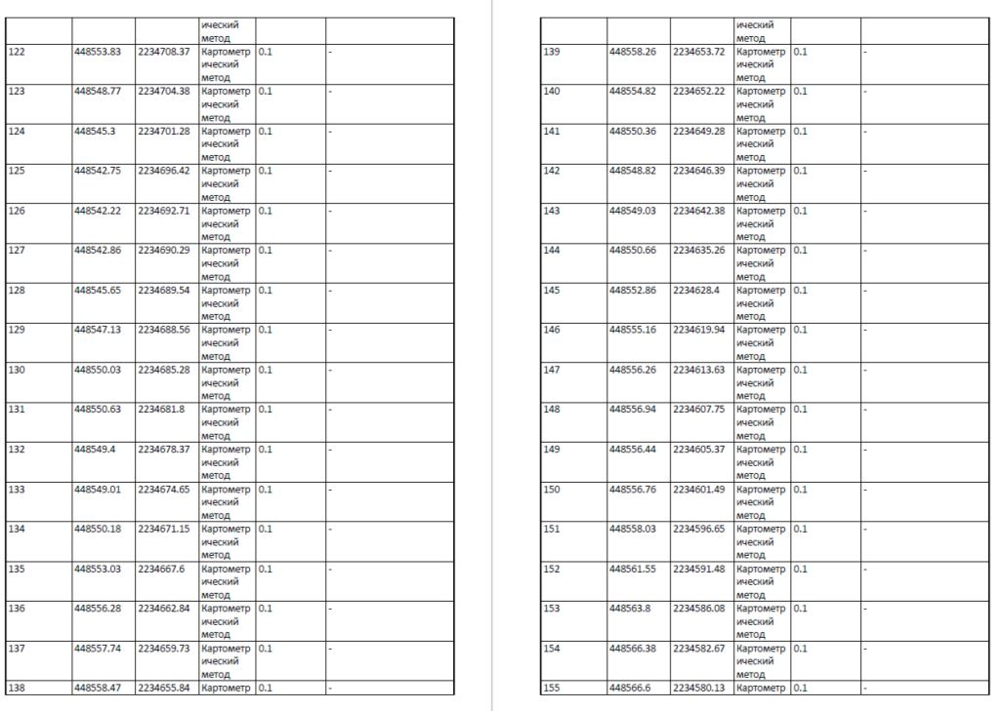 ический
метод
122 448553.83 2234708.37 Картометр 0.1 -
ический
метод
123 448548.77 2234704.38 Картометр 0.1 -
ический
метод
124 448545.3 2234701.28 Картометр 0.1 -
ический
метод
125 448542.75 2234696.42 Картометр 0.1 -
ический
метод
126 448542.22 2234692.71 Картометр 0.1 -
ический
метод
127 448542.86 2234690.29 Картометр 0.1 -
ический
метод
128 448545.65 2234689.54 Картометр 0.1 -
ический
метод
129 448547.13 2234688.56 Картометр 0.1 -
ический
метод
130 448550.03 2234685.28 Картометр 0.1 -
ический
метод
131 448550.63 2234681.8 Картометр 0.1 -
ический
метод
132 448549.4 2234678.37 Картометр 0.1 -
ический
метод
133 448549.01 2234674.65 Картометр 0.1 -
ический
метод
134 448550.18 2234671.15 Картометр 0.1 -
ический
метод
135 448553.03 2234667.6 Картометр 0.1 -
ический
метод
136 448556.28 2234662.84 Картометр 0.1 -
ический
метод
137 448557.74 2234659.73 Картометр 0.1 -
ический
метод
138 448558.47 2234655.84 Картометр 0.1 -
ический
метод
139 448558.26 2234653.72 Картометр 0.1 -
ический
метод
140 448554.82 2234652.22 Картометр 0.1 -
ический
метод
141 448550.36 2234649.28 Картометр 0.1 -
ический
метод
142 448548.82 2234646.39 Картометр 0.1 -
ический
метод
143 448549.03 2234642.38 Картометр 0.1 -
ический
метод
144 448550.66 2234635.26 Картометр 0.1 -
ический
метод
145 448552.86 2234628.4 Картометр 0.1 -
ический
метод
146 448555.16 2234619.94 Картометр 0.1 -
ический
метод
147 448556.26 2234613.63 Картометр 0.1 -
ический
метод
148 448556.94 2234607.75 Картометр 0.1 -
ический
метод
149 448556.44 2234605.37 Картометр 0.1 -
ический
метод
150 448556.76 2234601.49 Картометр 0.1 -
ический
метод
151 448558.03 2234596.65 Картометр 0.1 -
ический
метод
152 448561.55 2234591.48 Картометр 0.1 -
ический
метод
153 448563.8 2234586.08 Картометр 0.1 -
ический
метод
154 448566.38 2234582.67 Картометр 0.1 -
ический
метод
155 448566.6 2234580.13 Картометр 0.1 -